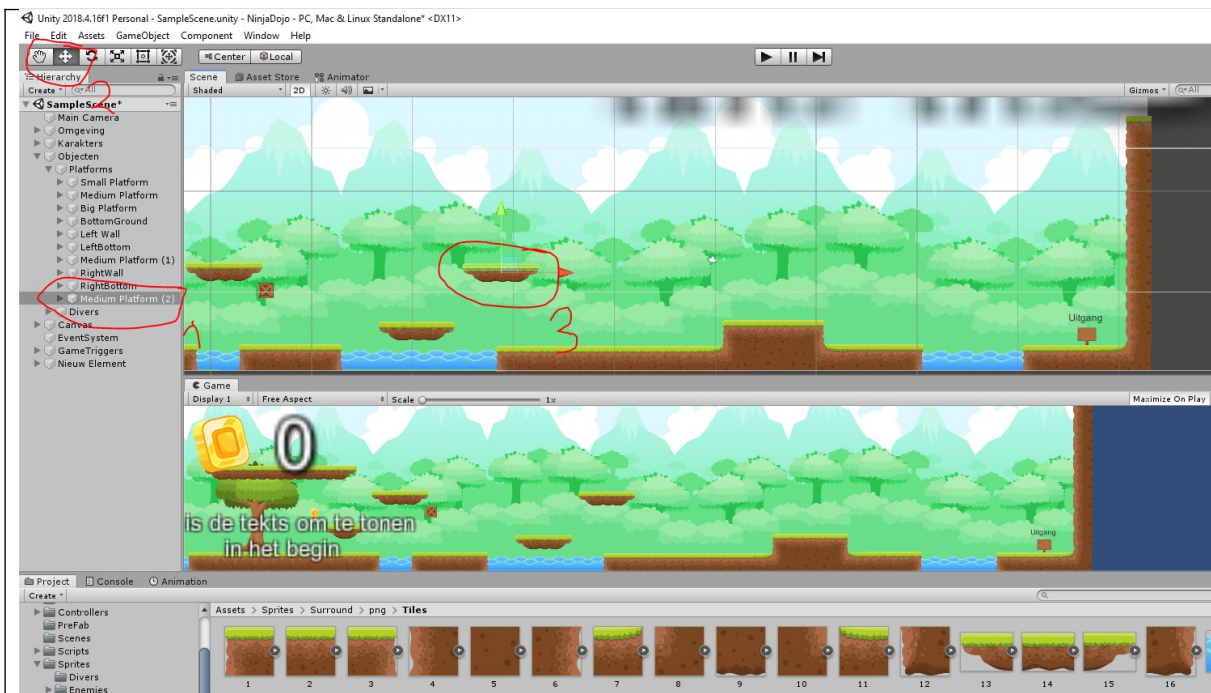 Unity 2018.4.16f1 Personal - SampleScene.unity - NinjaDojo - PC, Mac & Linux Standalone* <DX11>
File Edit Assets GameObject Component Window Help
Center Local
Hierarchy
Create All
2
SampleScene*
Main Camera
Omgeving
Karakters
Objecten
Platforms
Small Platform
Medium Platform
Big Platform
BottomGround
Left Wall
LeftBottom
Medium Platform (1)
RightWall
RightBottom
Medium Platform (2)
Divers
Canvas
EventSystem
GameTriggers
Nieuw Element
1
Scene Asset Store Animator
Shaded 2D Gizmos All
3
Uitgang
Game
Display 1 Free Aspect Scale 1x Maximize On Play
0
is de tekts om te tonen
in het begin
Uitgang
Project Console Animation
Create
Controllers
PreFab
Scenes
Scripts
Sprites
Divers
Enemies
Assets > Sprites > Surround > png > Tiles
1 2 3 4 5 6 7 8 9 10 11 12 13 14 15 16